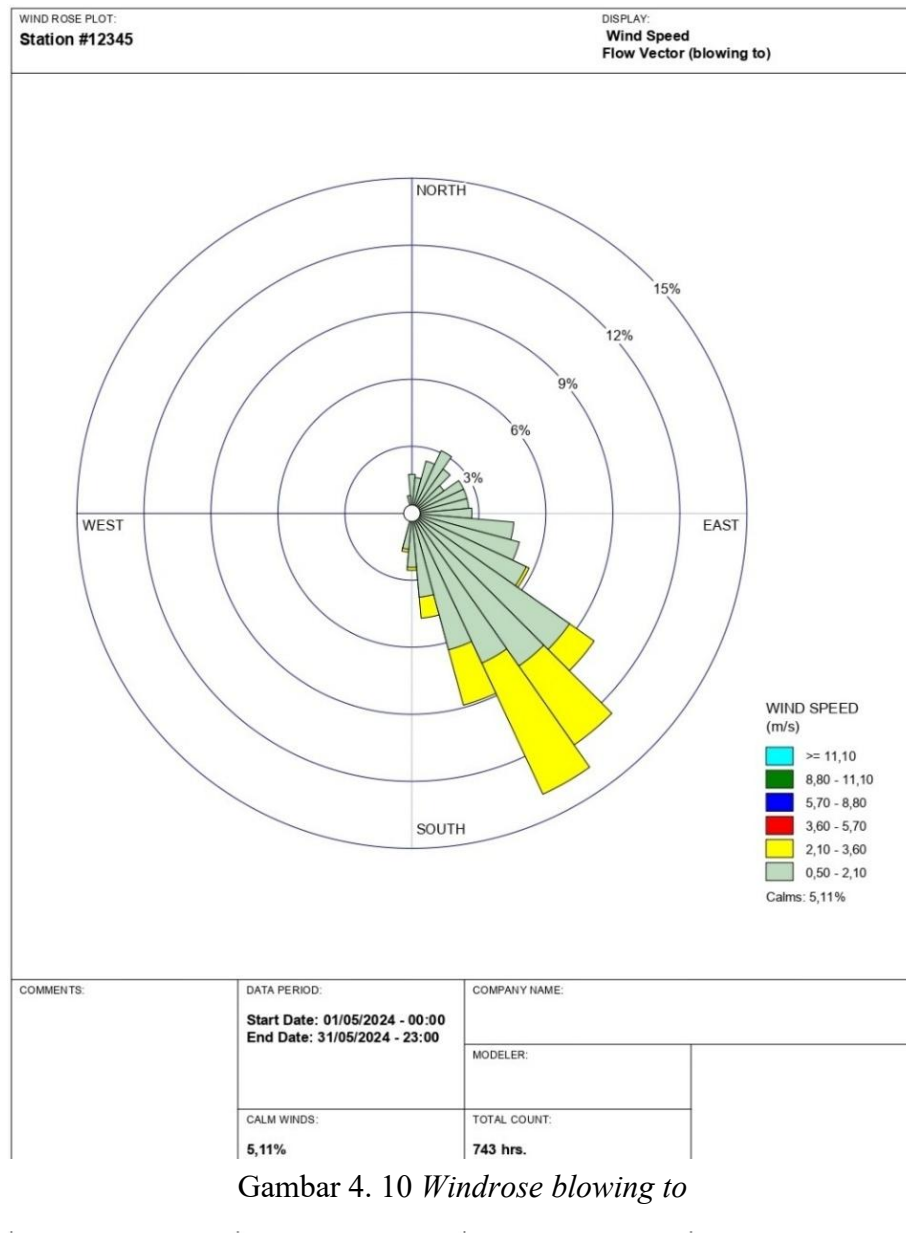 WIND ROSE PLOT:
Station #12345
DISPLAY:
Wind Speed
Flow Vector (blowing to)
NORTH
15%
12%
9%
6%
3%
WEST
EAST
SOUTH
WIND SPEED
(m/s)
>= 11,10
8,80 - 11,10
5,70 - 8,80
3,60 - 5,70
2,10 - 3,60
0,50 - 2,10
Calms: 5,11%
COMMENTS:
DATA PERIOD:
Start Date: 01/05/2024 - 00:00
End Date: 31/05/2024 - 23:00
COMPANY NAME:
MODELER:
CALM WINDS:
5,11%
TOTAL COUNT:
743 hrs.
Gambar 4. 10 Windrose blowing to